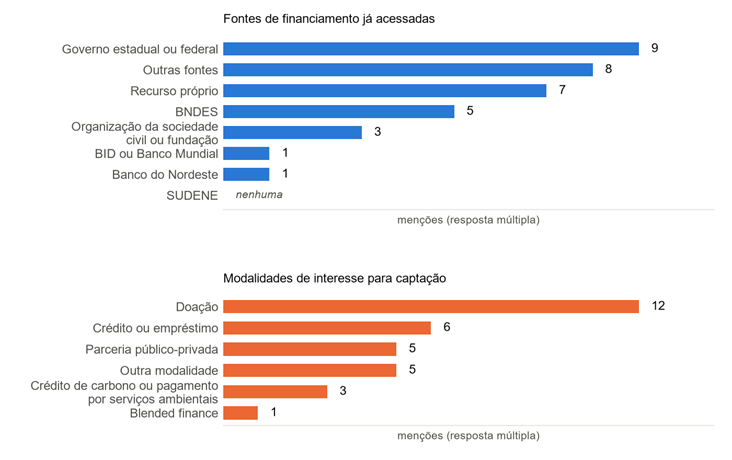 Fontes de financiamento já acessadas
Governo estadual ou federal 9
Outras fontes 8
Recurso próprio 7
BNDES 5
Organização da sociedade
civil ou fundação 3
BID ou Banco Mundial 1
Banco do Nordeste 1
SUDENE nenhuma
menções (resposta múltipla)
Modalidades de interesse para captação
Doação 12
Crédito ou empréstimo 6
Parceria público-privada 5
Outra modalidade 5
Crédito de carbono ou pagamento
por serviços ambientais 3
Blended finance 1
menções (resposta múltipla)